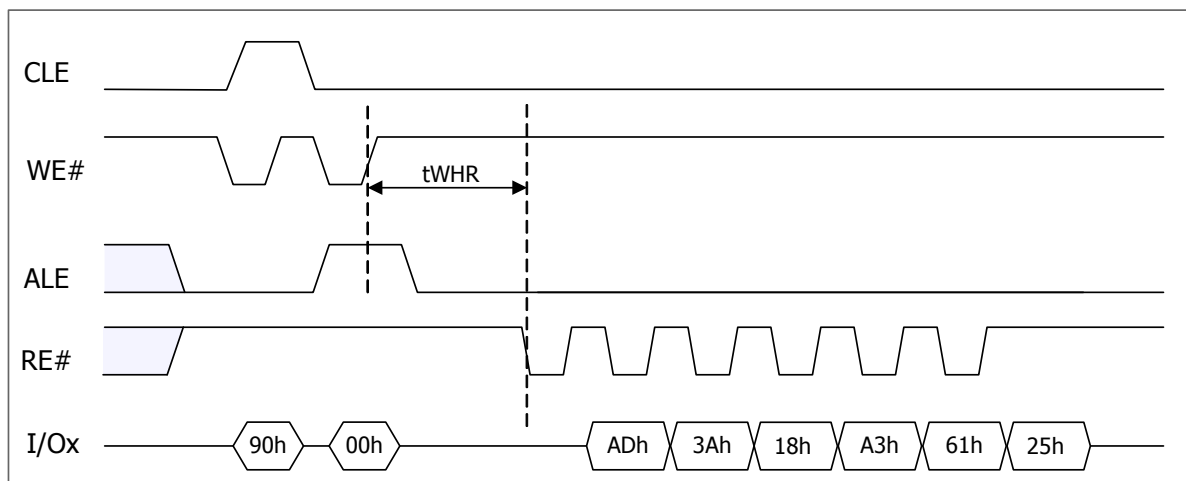 CLE
WE#
tWHR
ALE
RE#
I/Ox 90h 00h ADh 3Ah 18h A3h 61h 25h